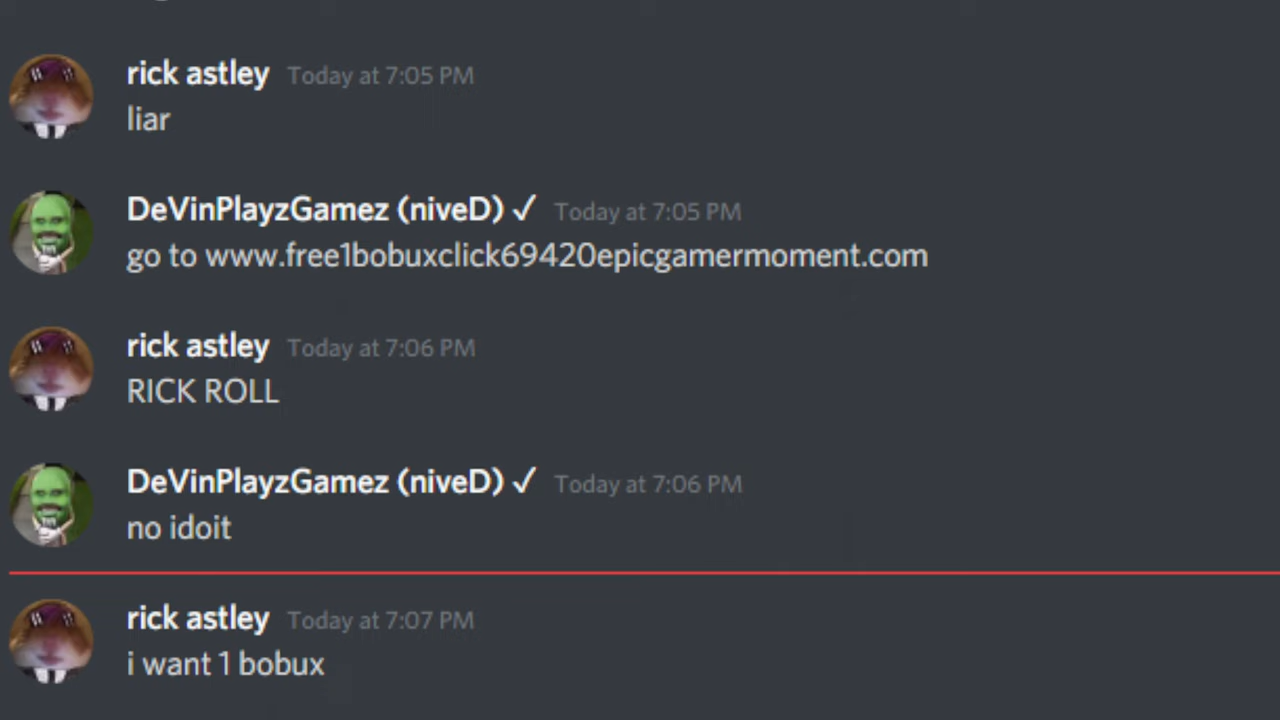 rick astley Today at 7:05 PM
liar
DeVinPlayzGamez (niveD) ✓ Today at 7:05 PM
go to www.free1bobuxclick69420epicgamermoment.com
rick astley Today at 7:06 PM
RICK ROLL
DeVinPlayzGamez (niveD) ✓ Today at 7:06 PM
no idoit
rick astley Today at 7:07 PM
i want 1 bobux